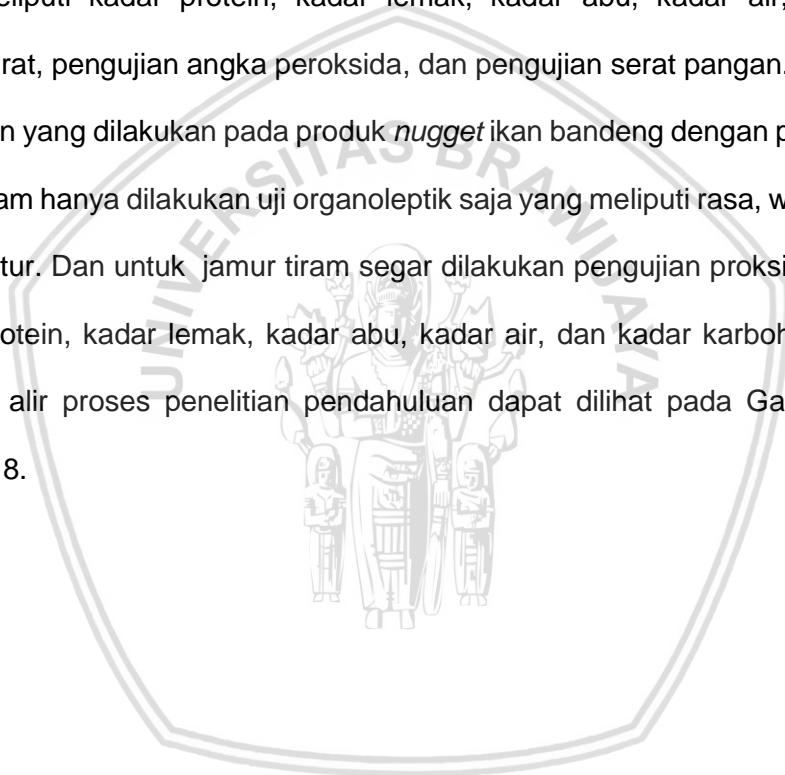 eliputi kadar protein, kadar lemak, kadar abu, kadar air,
rat, pengujian angka peroksida, dan pengujian serat pangan.
n yang dilakukan pada produk nugget ikan bandeng dengan p
am hanya dilakukan uji organoleptik saja yang meliputi rasa, w
tur. Dan untuk jamur tiram segar dilakukan pengujian proksi
otein, kadar lemak, kadar abu, kadar air, dan kadar karboh
alir proses penelitian pendahuluan dapat dilihat pada Ga
8.
UNIVERSITAS BRAWIJAYA